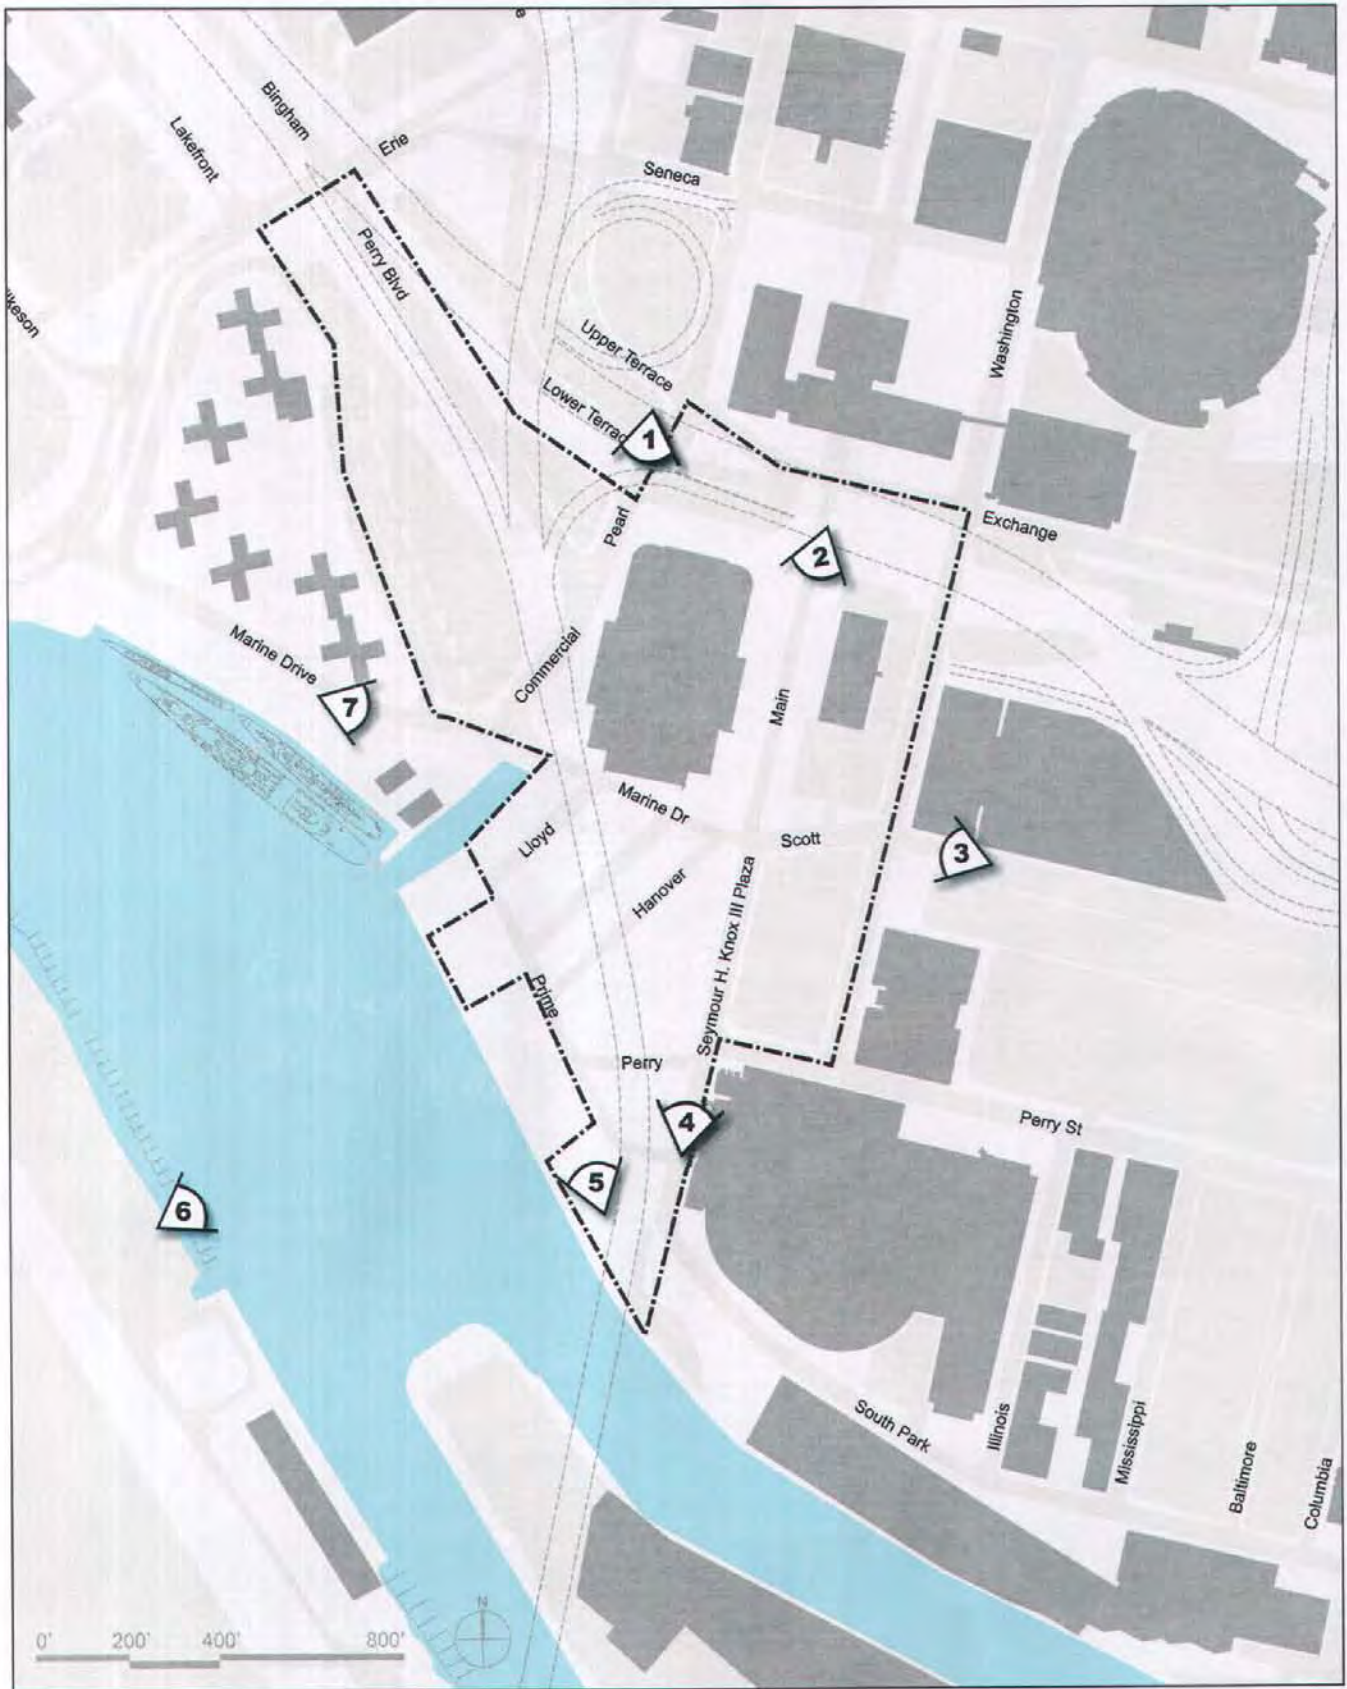 Bingham
Erie
Lakefront
Seneca
Perry Blvd
Washington
Upper Terrace
Lower Terrac
1
Exchange
Pearl
2
Commercial
Marine Drive
7
Main
Marine Dr
Lloyd
Scott
3
Hanover
Seymour H. Knox III Plaza
Prime
Perry
4
Perry St
5
6
South Park
Illinois
Mississippi
Baltimore
Columbia
N
0' 200' 400' 800'